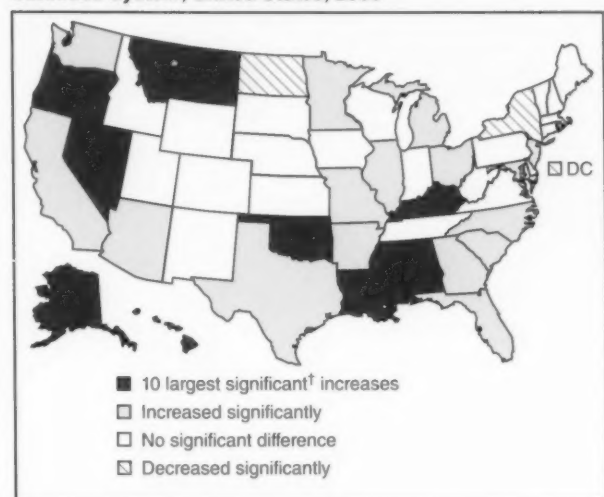 DC
10 largest significant† increases
Increased significantly
No significant difference
Decreased significantly